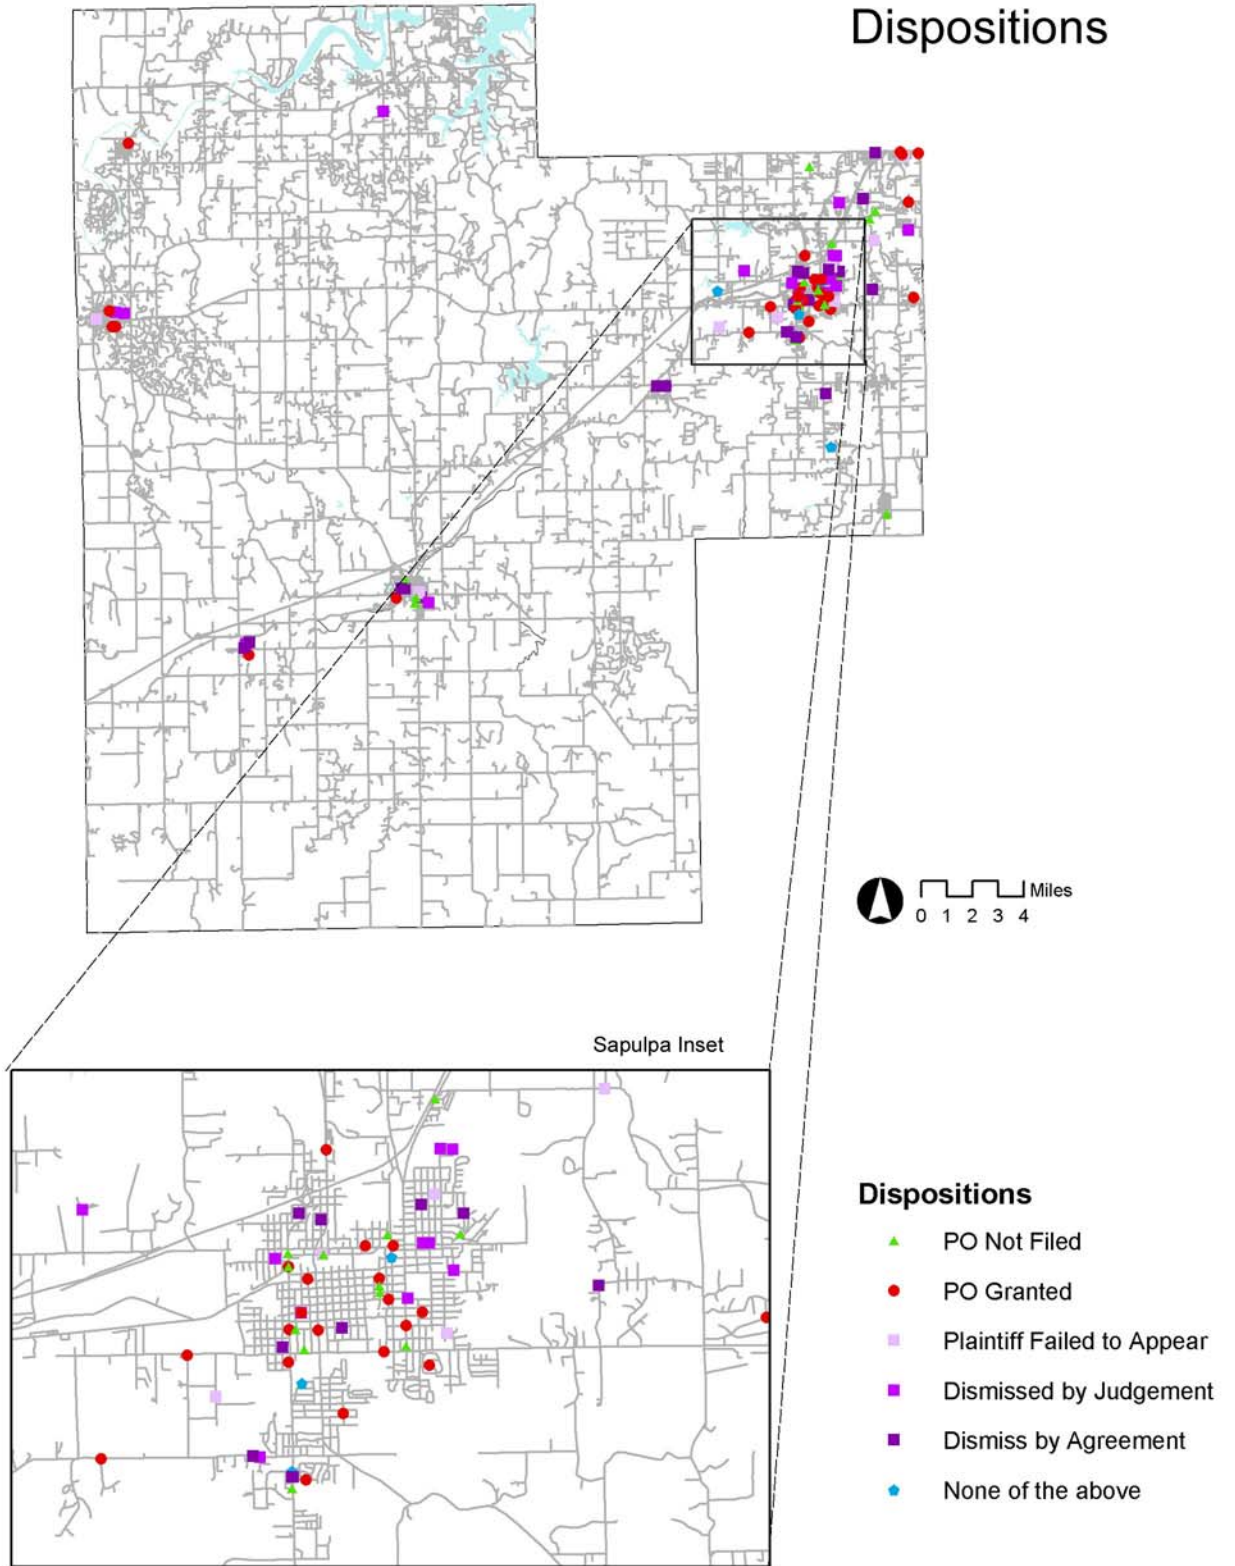 Dispositions
Miles
0 1 2 3 4
Sapulpa Inset
Dispositions
PO Not Filed
PO Granted
Plaintiff Failed to Appear
Dismissed by Judgement
Dismiss by Agreement
None of the above